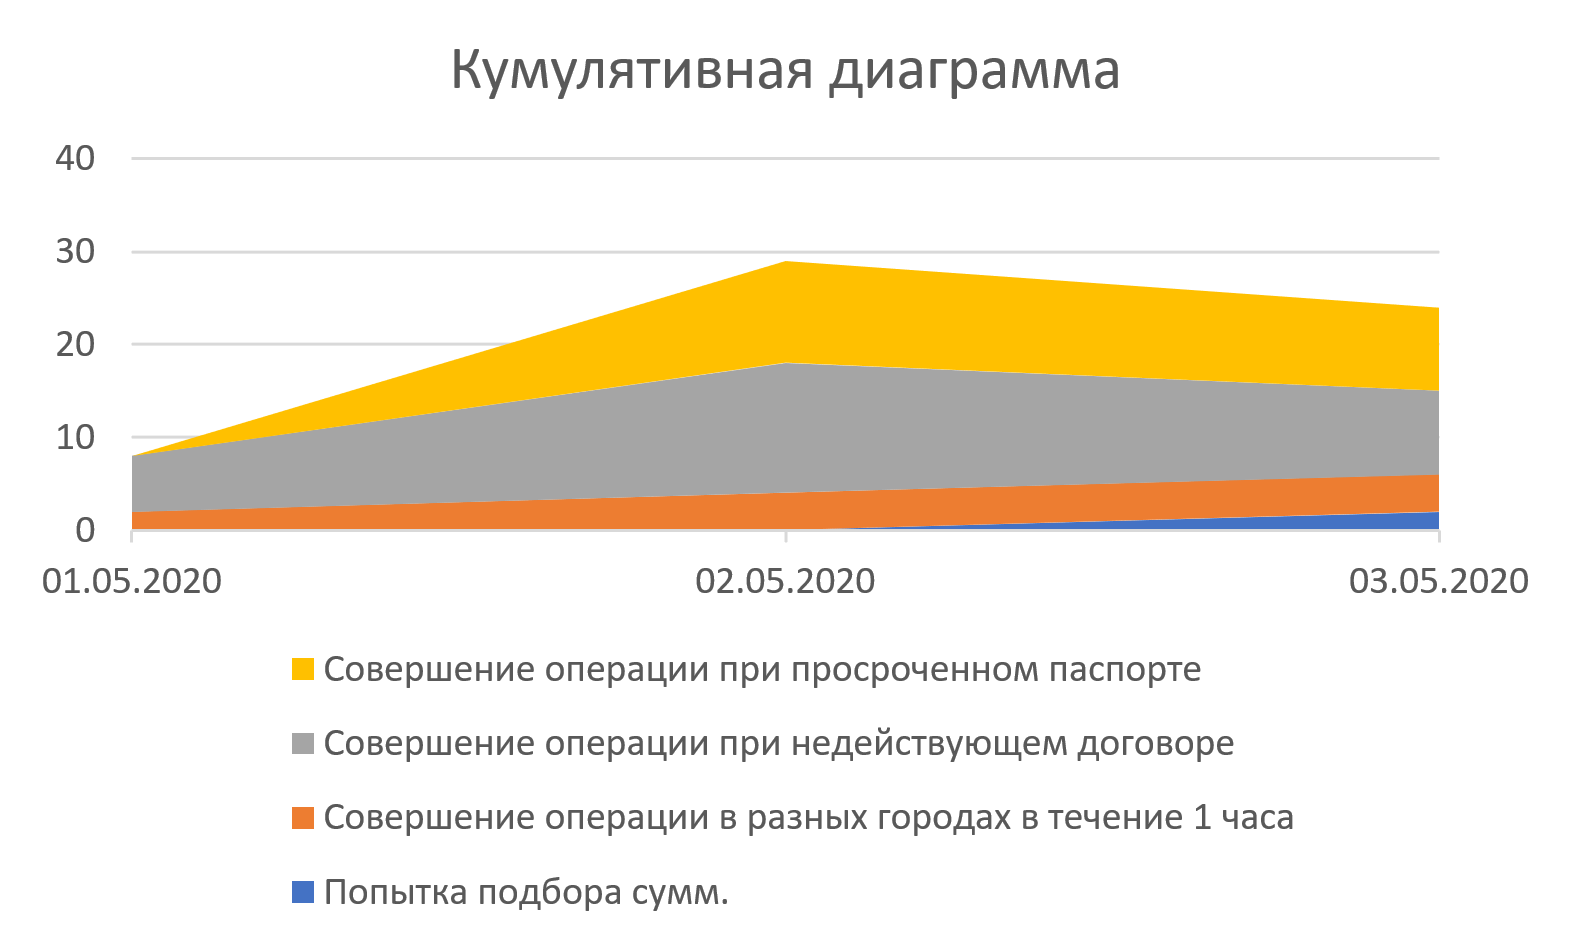 Кумулятивная диаграмма
40
30
20
10
0
01.05.2020 02.05.2020 03.05.2020
Совершение операции при просроченном паспорте
Совершение операции при недействующем договоре
Совершение операции в разных городах в течение 1 часа
Попытка подбора сумм.